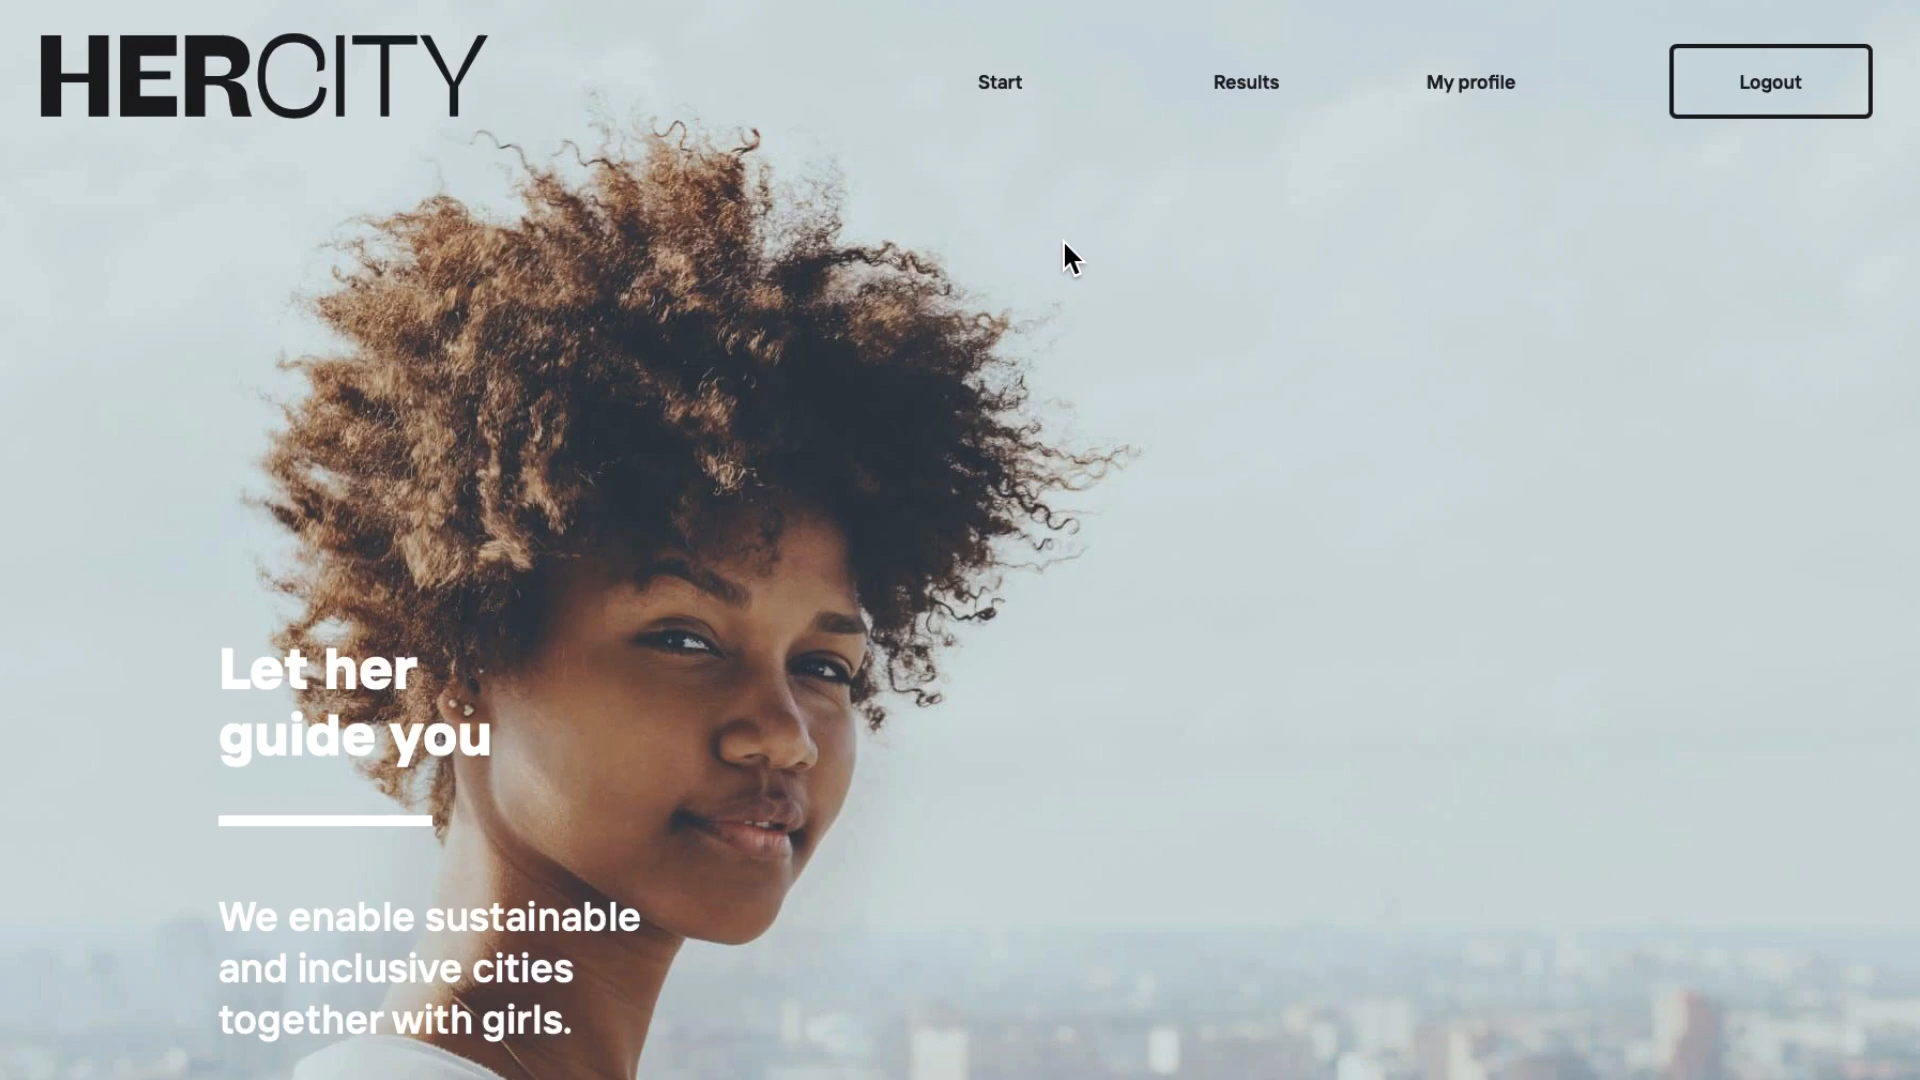 HERCITY
Start
Results
My profile
Logout
Let her
guide you
We enable sustainable
and inclusive cities
together with girls.